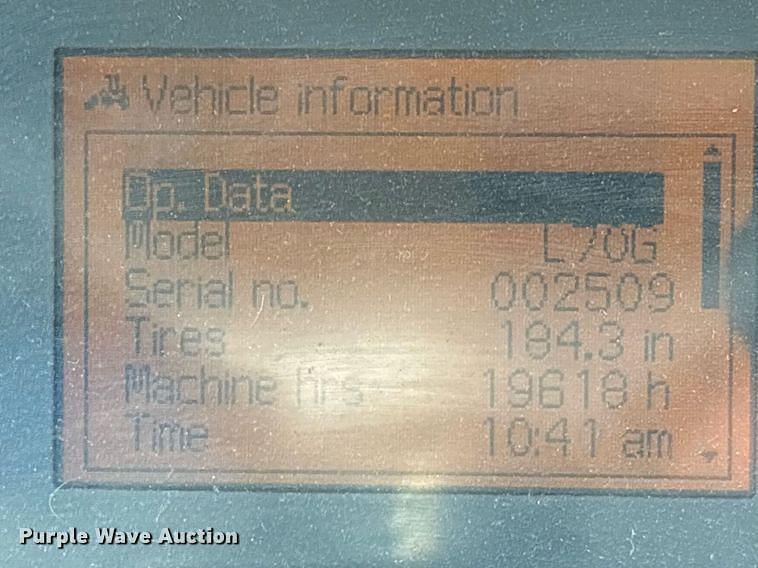 Vehicle information
Op. Data
Model L70G
Serial no. 002509
Tires 184.3 in
Machine hrs 19618 h
Time 10:41 am
Purple Wave Auction